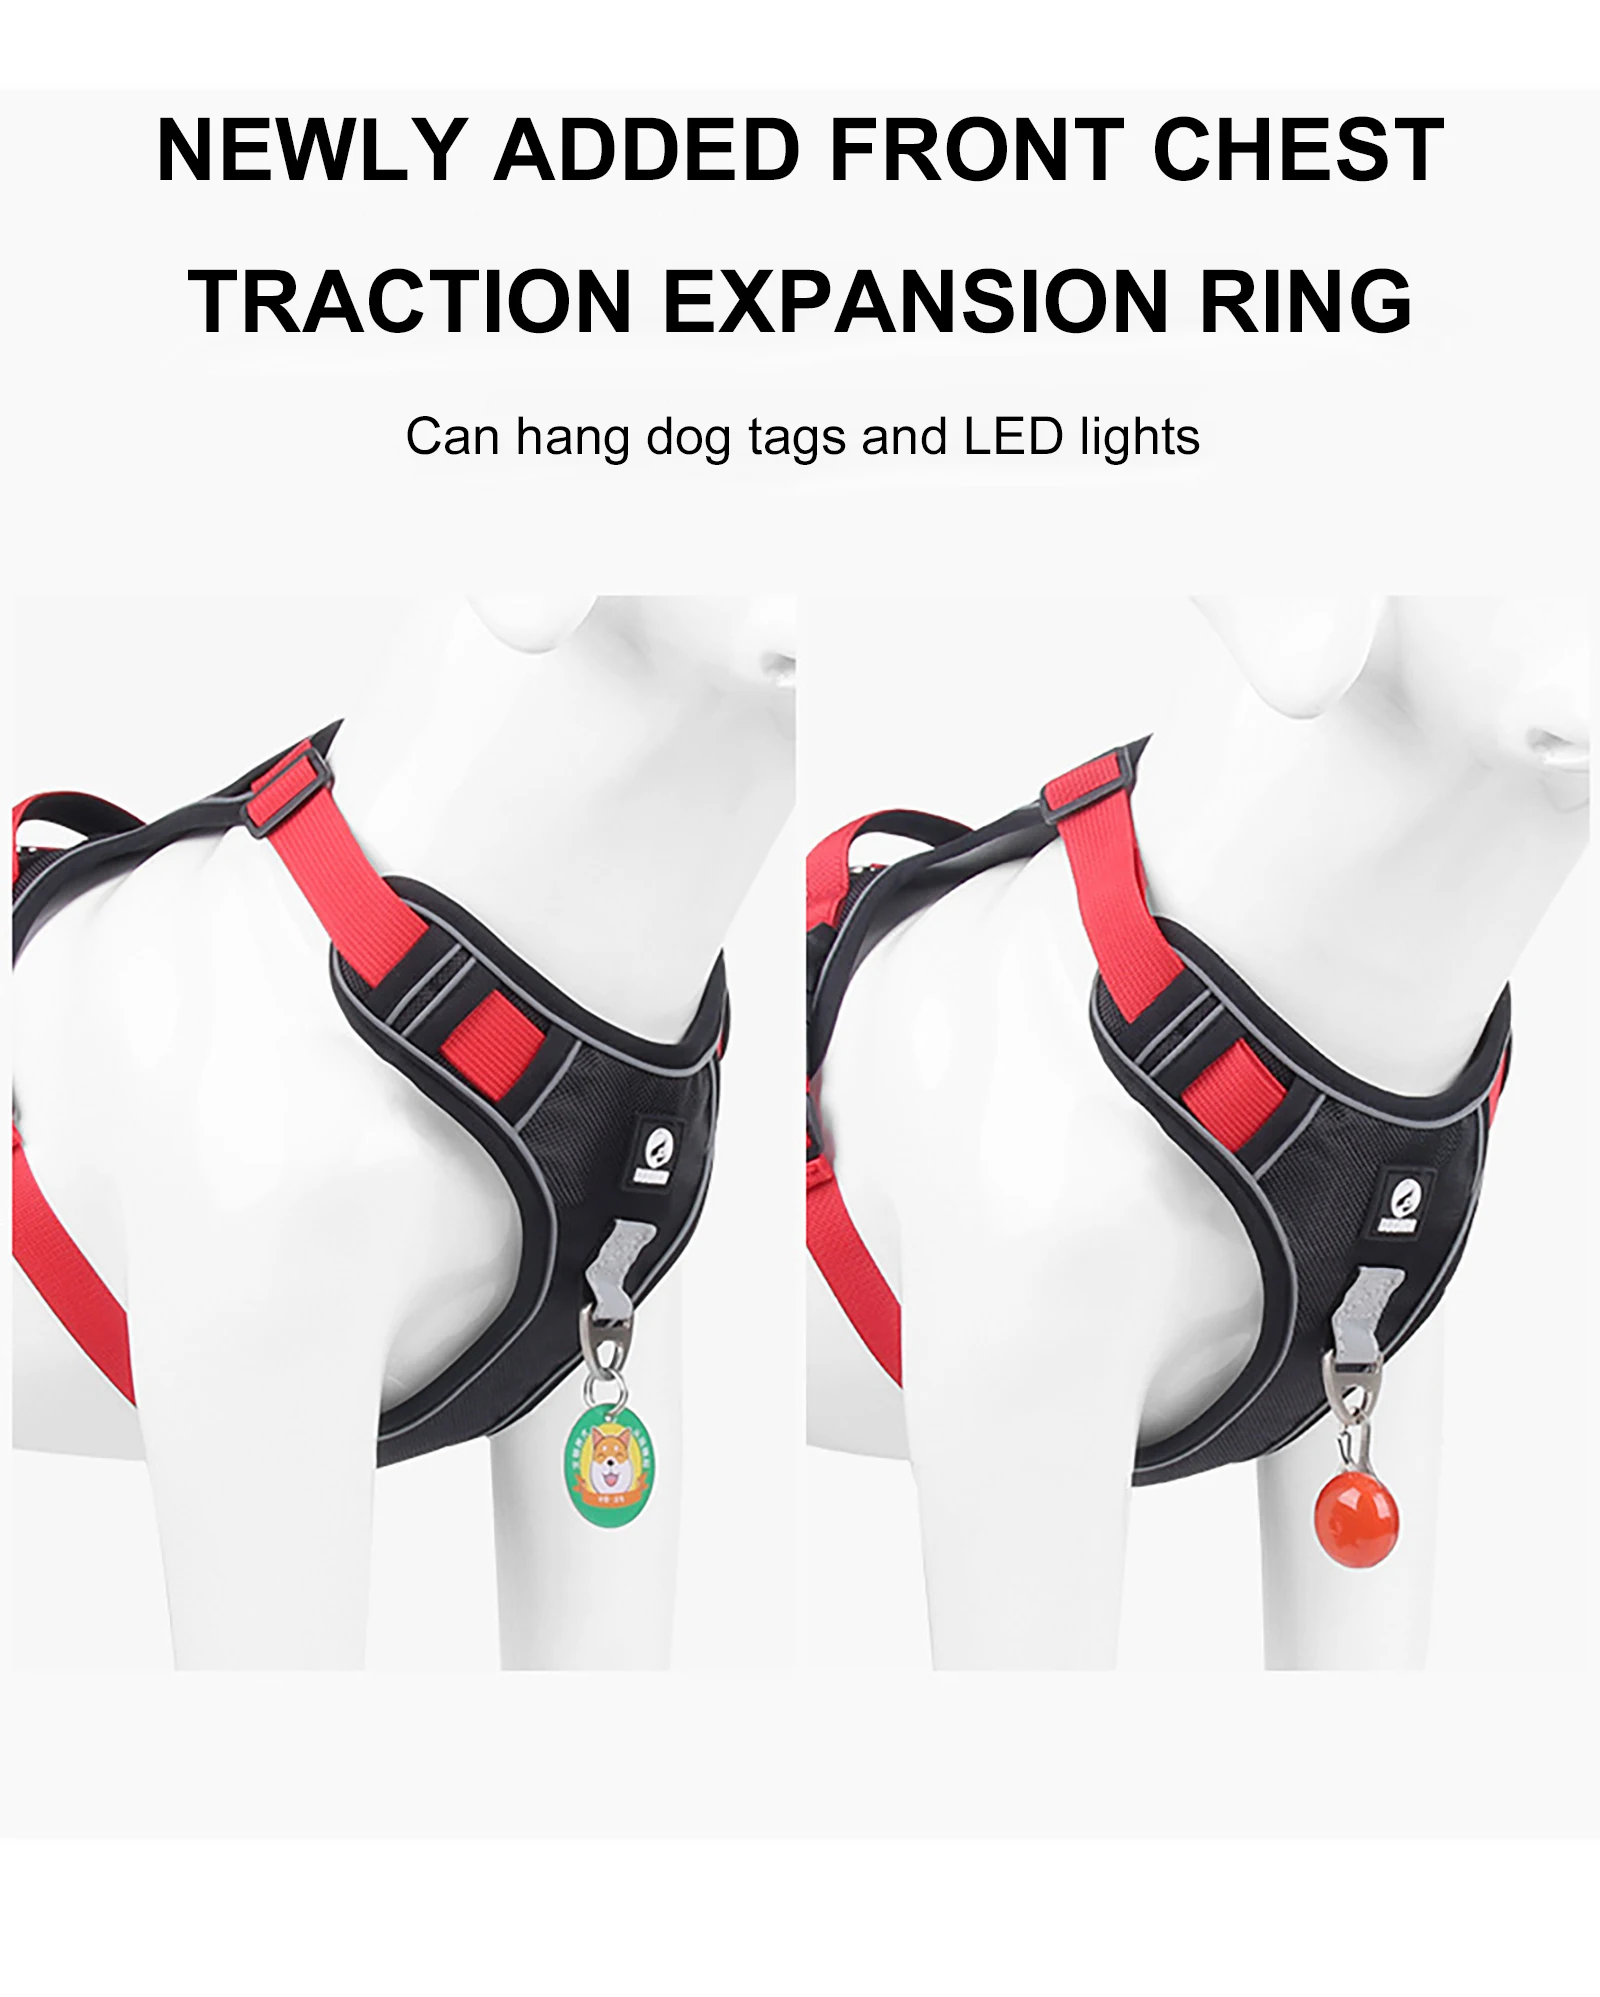 NEWLY ADDED FRONT CHEST
TRACTION EXPANSION RING
Can hang dog tags and LED lights